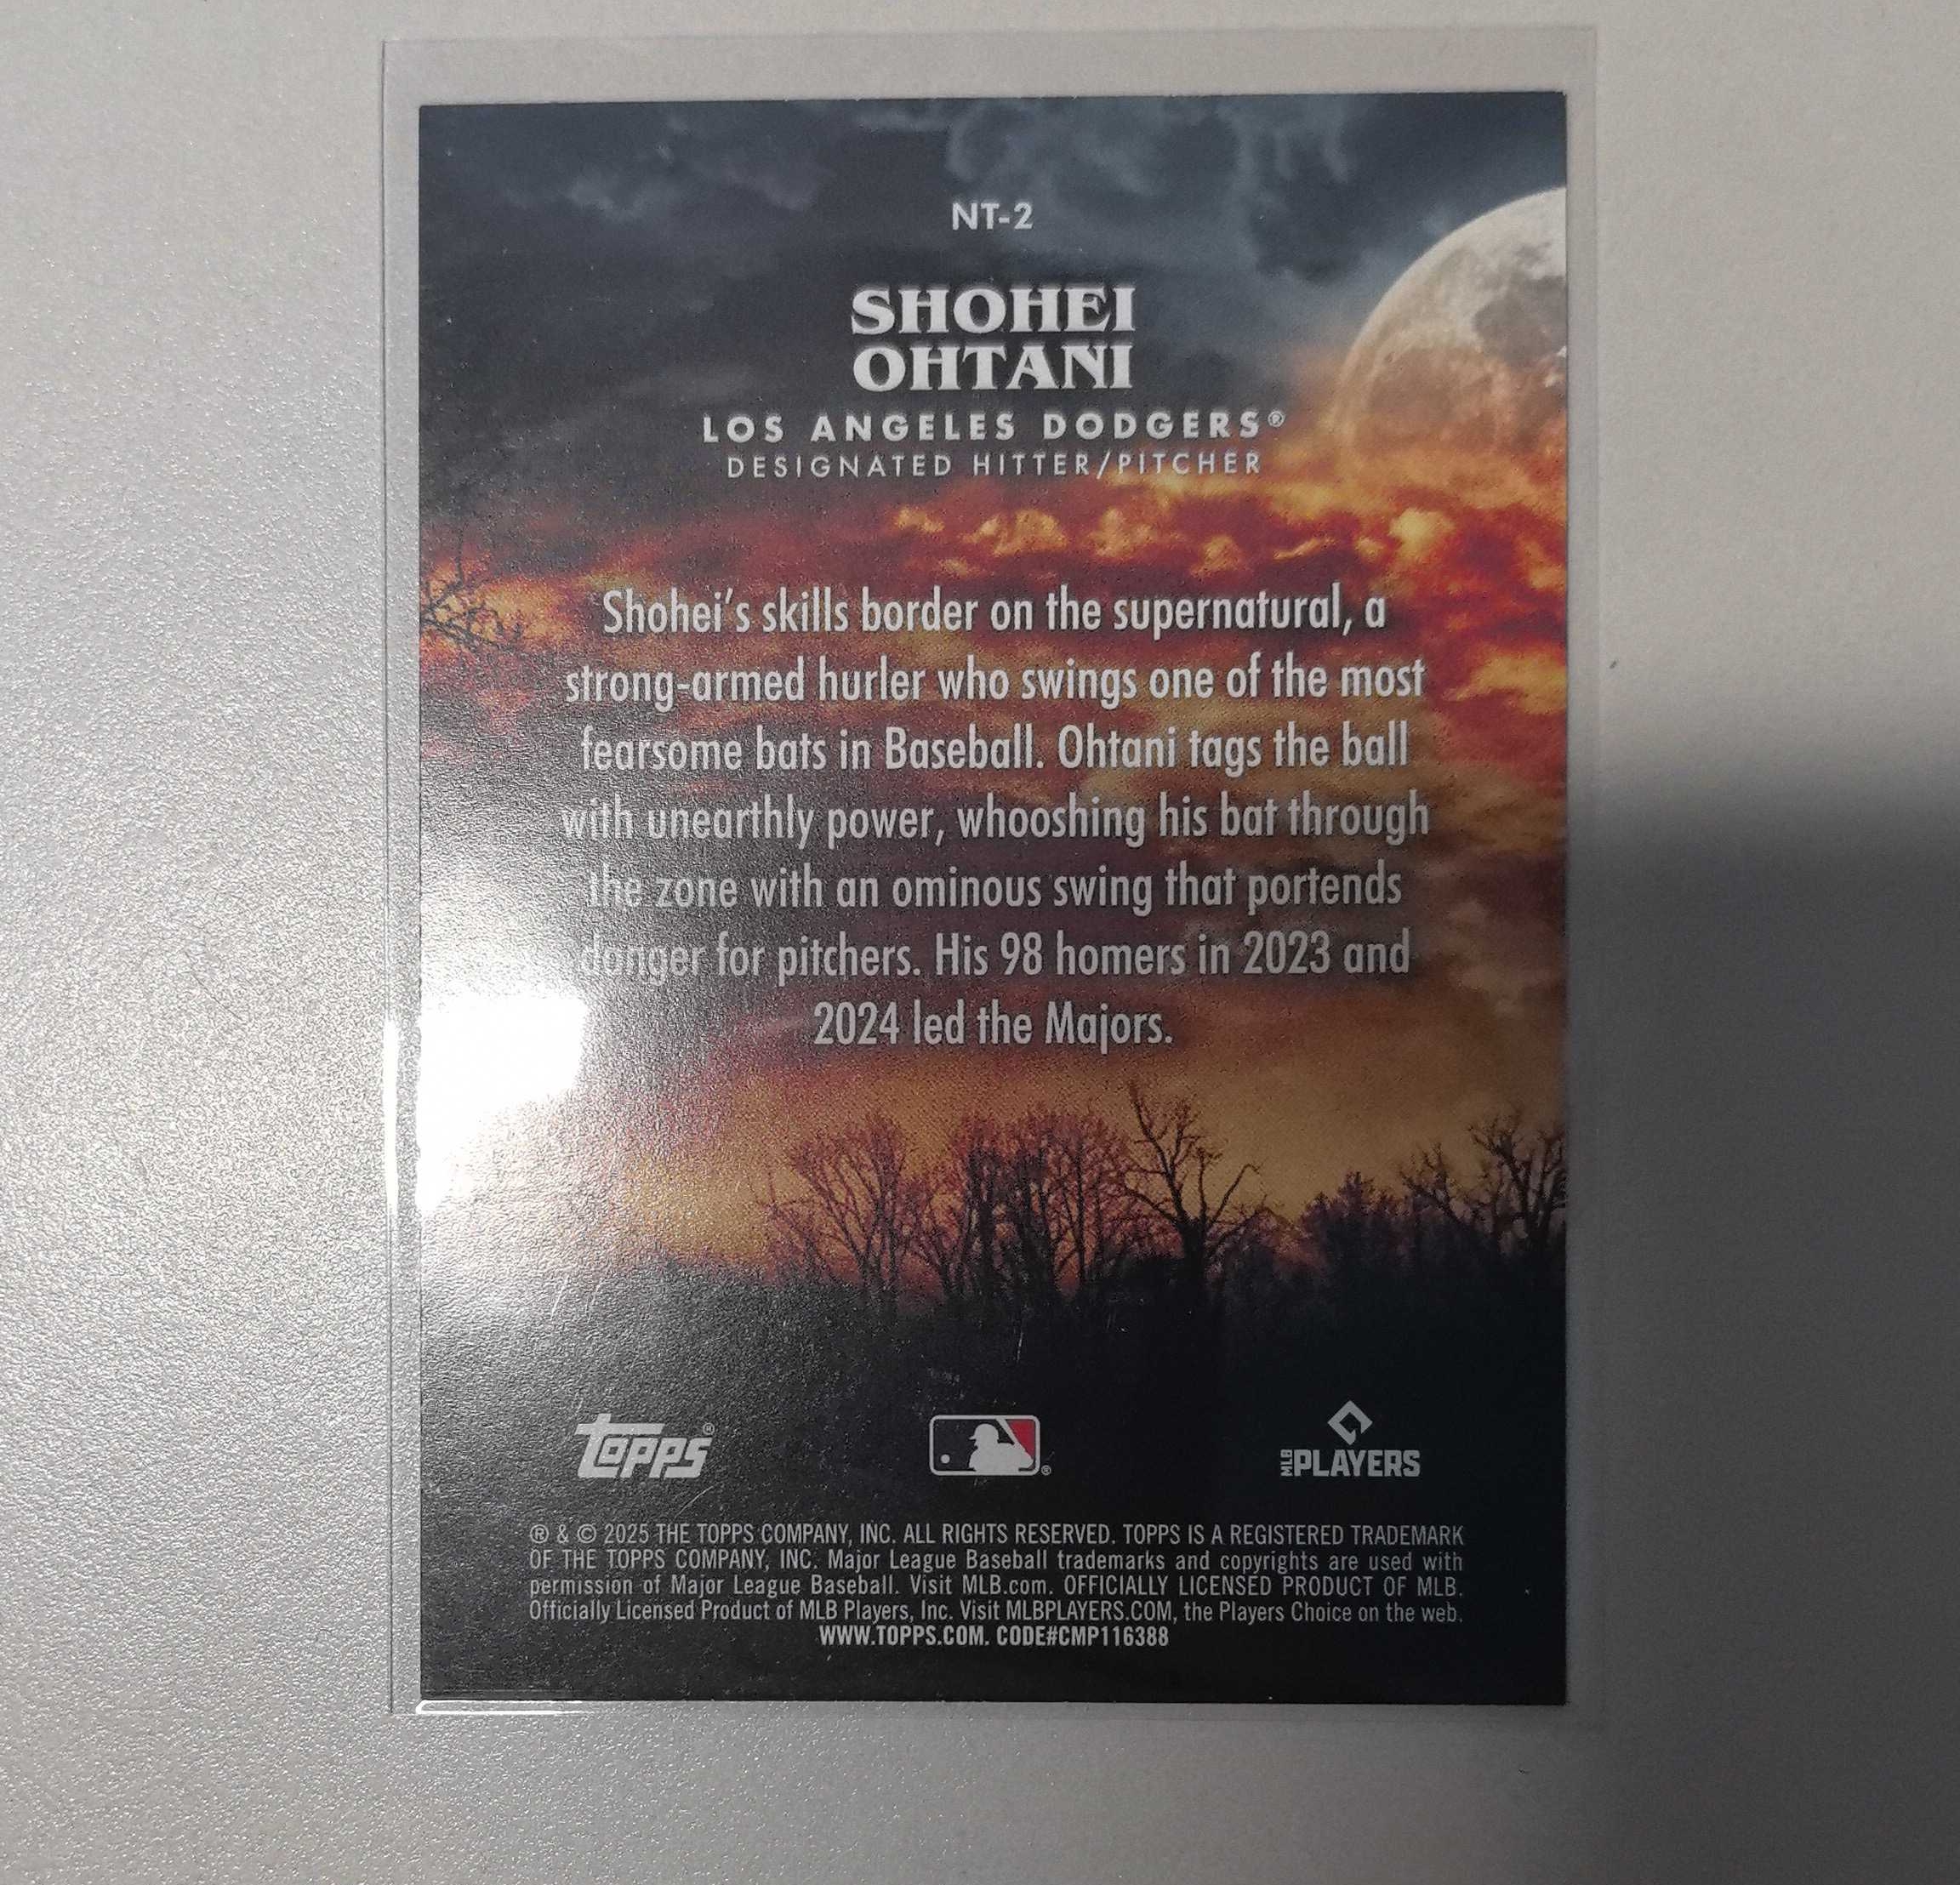 NT-2
SHOHEI
OHTANI
LOS ANGELES DODGERS®
DESIGNATED HITTER/PITCHER
Shohei's skills border on the supernatural, a
strong-armed hurler who swings one of the most
fearsome bats in Baseball. Ohtani tags the ball
with unearthly power, whooshing his bat through
the zone with an ominous swing that portends
danger for pitchers. His 98 homers in 2023 and
2024 led the Majors.
topps®
®
MLB PLAYERS
® & © 2025 THE TOPPS COMPANY, INC. ALL RIGHTS RESERVED. TOPPS IS A REGISTERED TRADEMARK
OF THE TOPPS COMPANY, INC. Major League Baseball trademarks and copyrights are used with
permission of Major League Baseball. Visit MLB.com. OFFICIALLY LICENSED PRODUCT OF MLB.
Officially Licensed Product of MLB Players, Inc. Visit MLBPLAYERS.COM, the Players Choice on the web.
WWW.TOPPS.COM. CODE#CMP116388